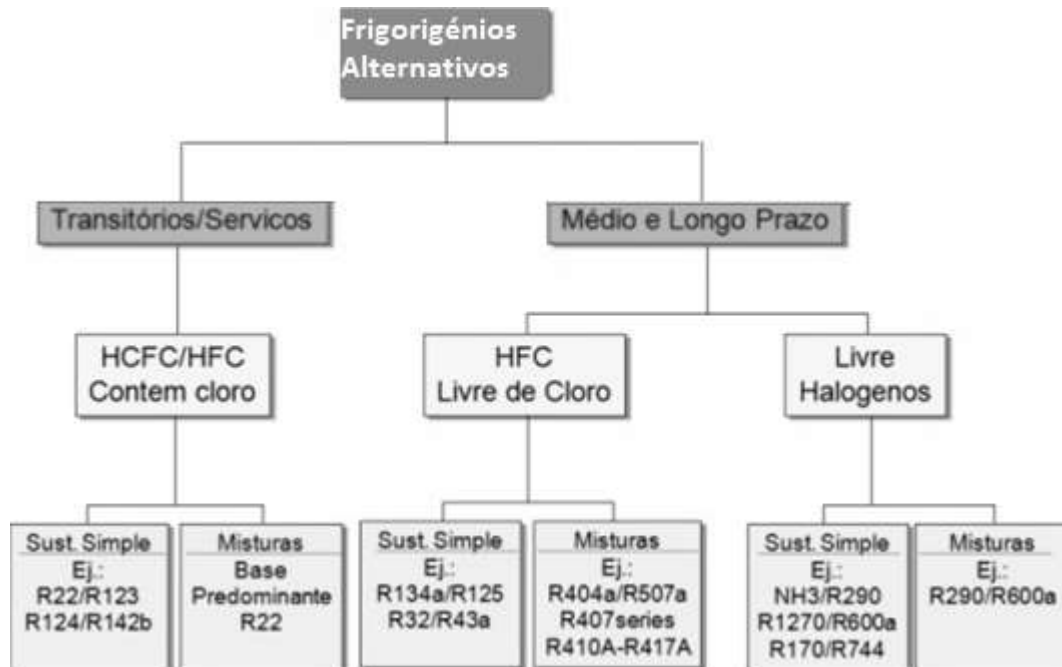 Frigorigénios
Alternativos
Transitórios/Servicos
Médio e Longo Prazo
HCFC/HFC
Contem cloro
HFC
Livre de Cloro
Livre
Halogenos
Sust. Simple
Ej.:
R22/R123
R124/R142b
Misturas
Base
Predominante
R22
Sust. Simple
Ej.:
R134a/R125
R32/R43a
Misturas
Ej.:
R404a/R507a
R407series
R410A-R417A
Sust. Simple
Ej.:
NH3/R290
R1270/R600a
R170/R744
Misturas
Ej.:
R290/R600a